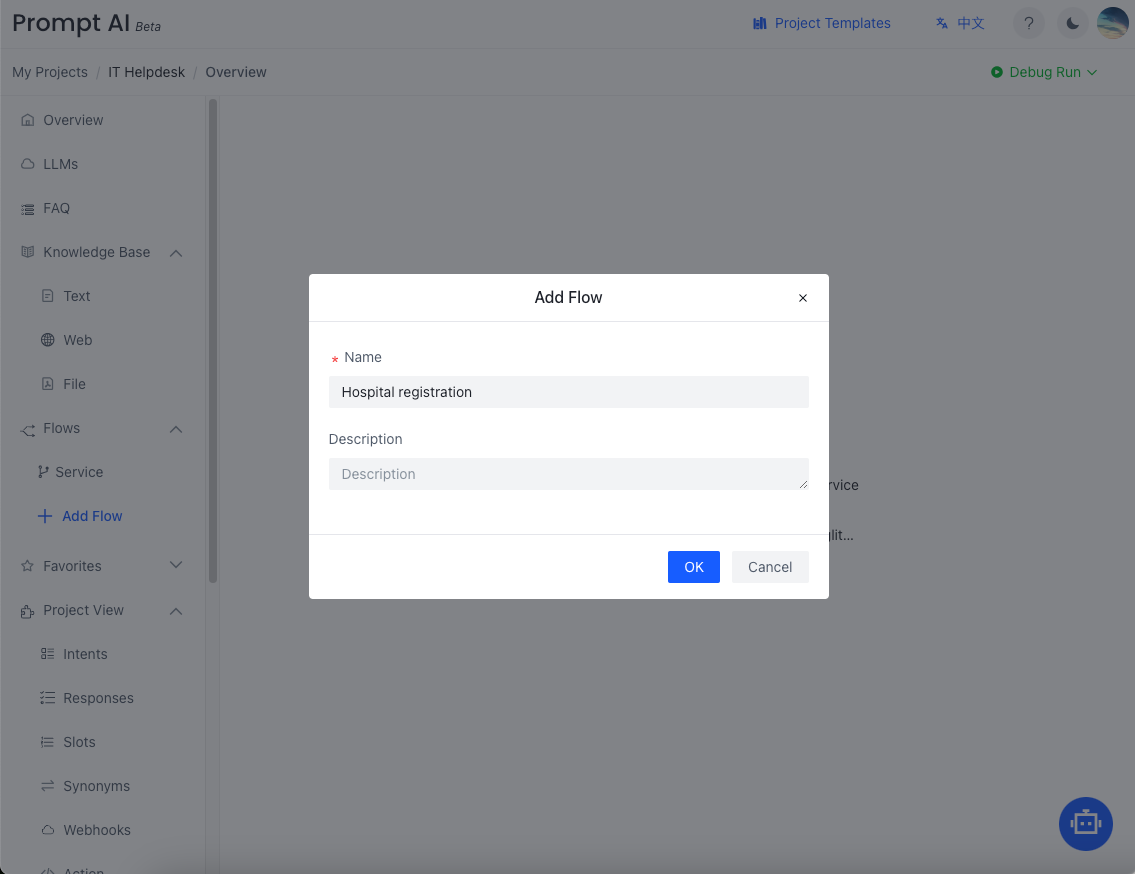 Prompt AI Beta
Project Templates
中文
?
My Projects / IT Helpdesk / Overview
Debug Run
Overview
LLMs
FAQ
Knowledge Base
Text
Web
File
Flows
Service
Add Flow
Favorites
Project View
Intents
Responses
Slots
Synonyms
Webhooks
Action
Add Flow
* Name
Hospital registration
Description
Description
OK
Cancel